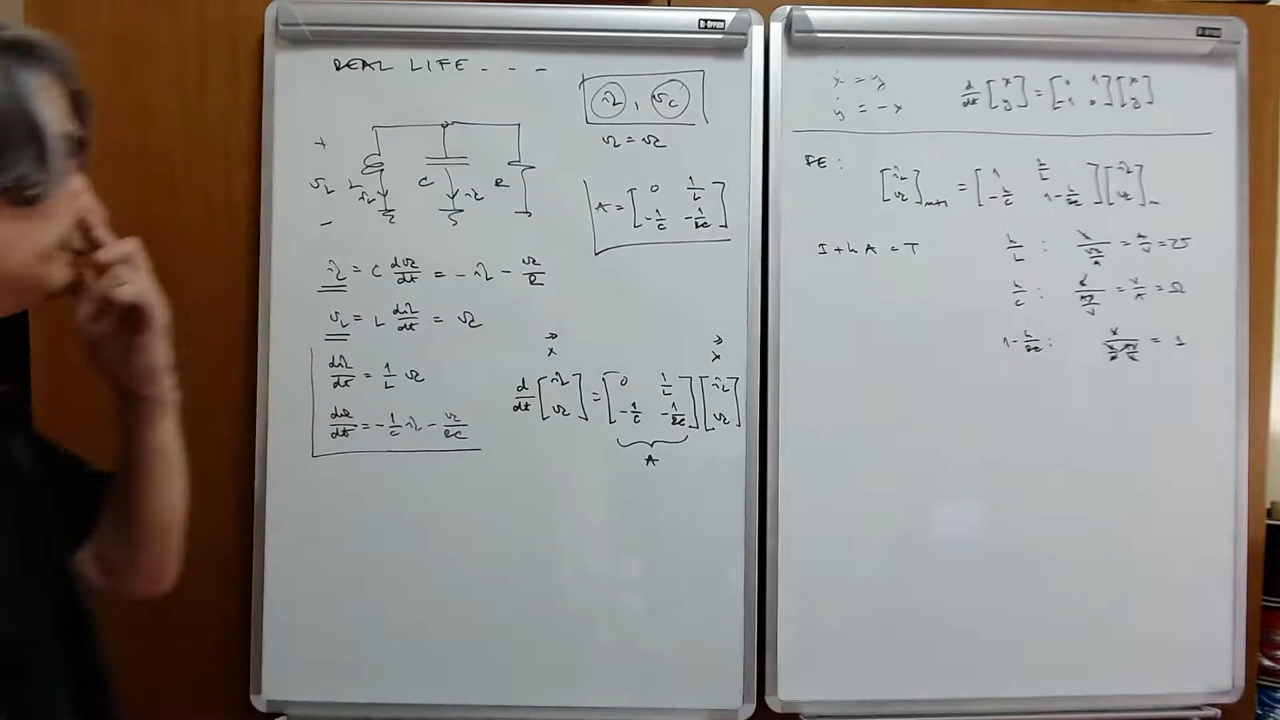 REAL LIFE - - -
iL , vC
vL = vC
+
vL L iL C iC R
-
A = [0 1/L; -1/C -1/RC]
iC = C dvC/dt = - iL - vC/R
vL = L diL/dt = vC
diL/dt = 1/L vC
dvC/dt = -1/C iL - vC/RC
x→ x→
d/dt [iL; vC] = [0 1/L; -1/C -1/RC] [iL; vC]
A
ẋ = y
ẏ = -x
d/dt [x; y] = [0 1; -1 0] [x; y]
FE :
[iL; vC]n+1 = [1 h/L; -h/C 1-h/RC] [iL; vC]n
I + h A = T
h/L :
h/C : = V/A = Ω
1-h/RC : = 1